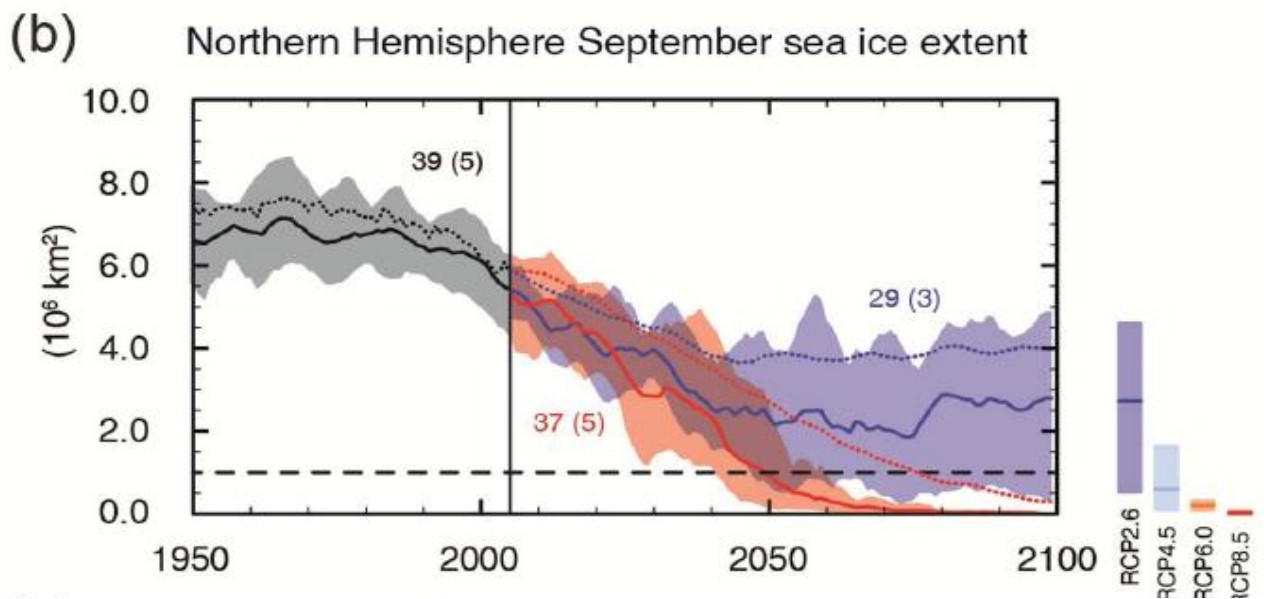 (b)
Northern Hemisphere September sea ice extent
10.0
8.0
6.0
4.0
2.0
0.0
(10⁶ km²)
39 (5)
29 (3)
37 (5)
1950
2000
2050
2100
RCP2.6
RCP4.5
RCP6.0
RCP8.5